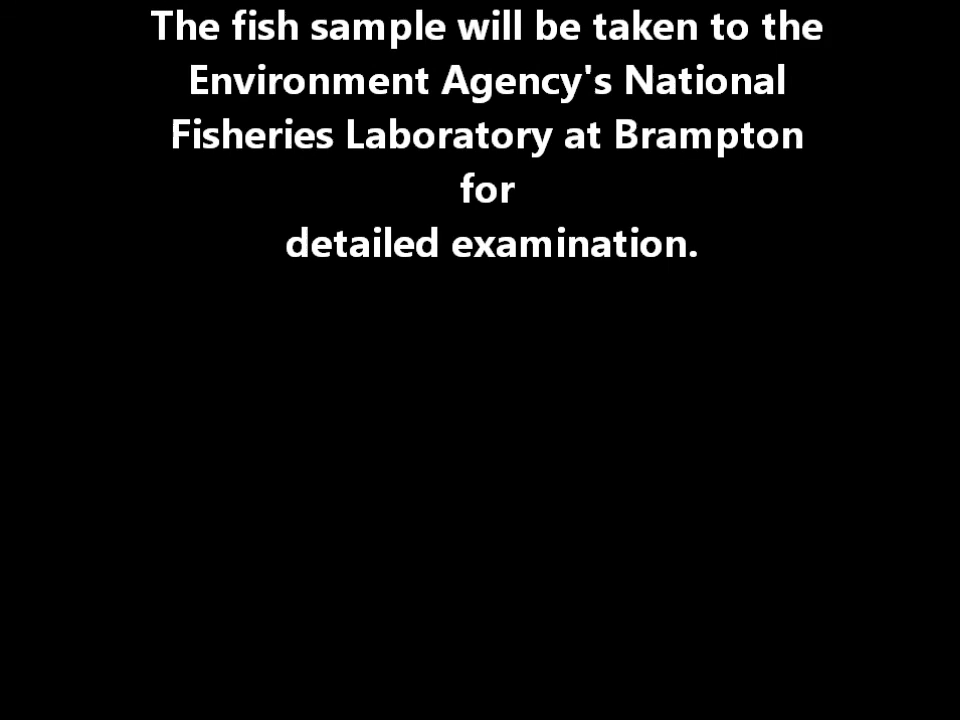 The fish sample will be taken to the
Environment Agency's National
Fisheries Laboratory at Brampton
for
detailed examination.